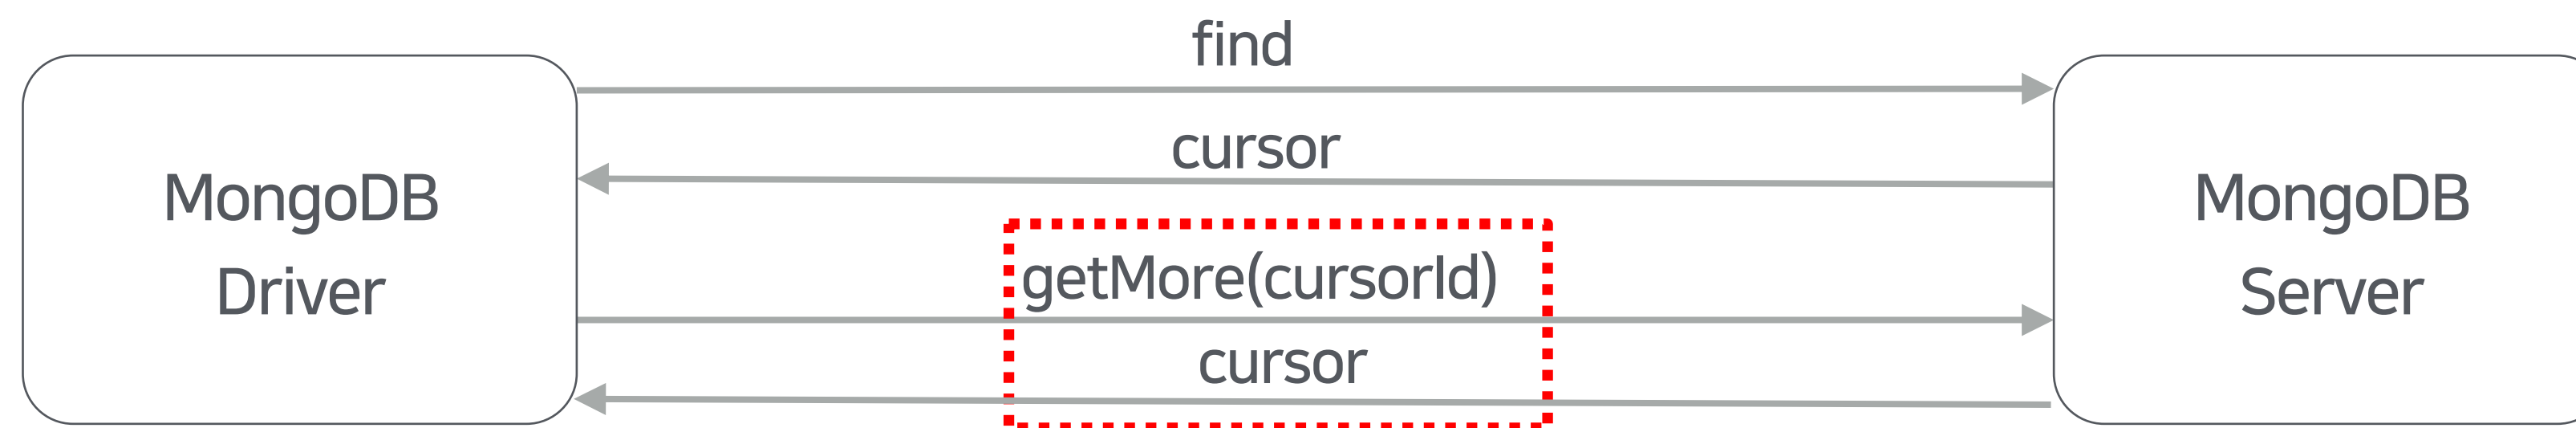 find
cursor
MongoDB
Driver
getMore(cursorId)
cursor
MongoDB
Server